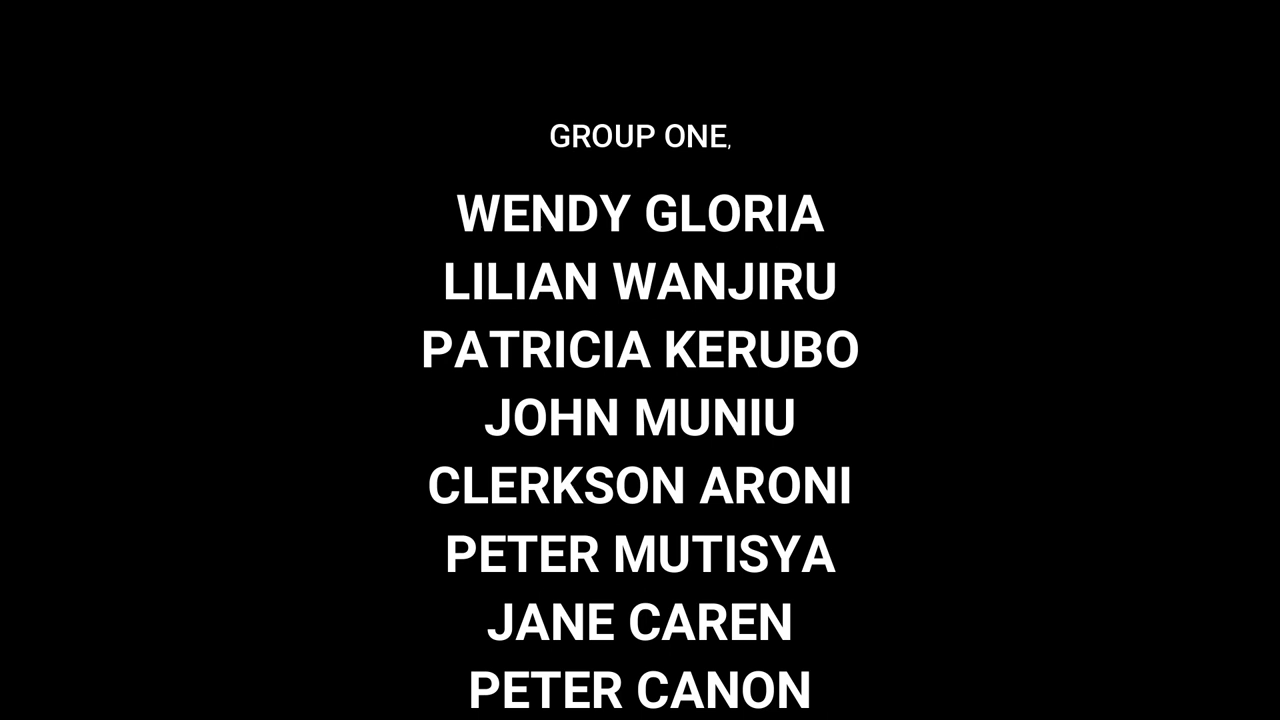 GROUP ONE,
WENDY GLORIA
LILIAN WANJIRU
PATRICIA KERUBO
JOHN MUNIU
CLERKSON ARONI
PETER MUTISYA
JANE CAREN
PETER CANON